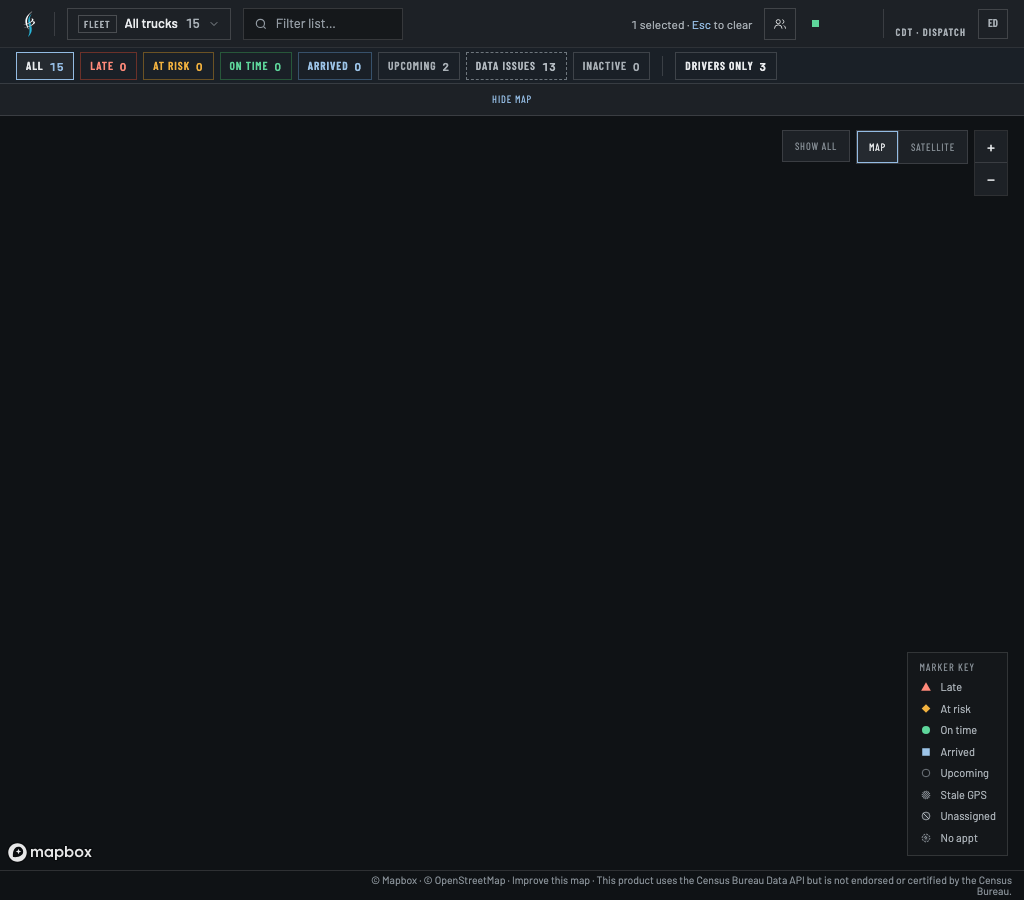 FLEET All trucks 15
Filter list...
1 selected · Esc to clear
CDT · DISPATCH
ED
ALL 15
LATE 0
AT RISK 0
ON TIME 0
ARRIVED 0
UPCOMING 2
DATA ISSUES 13
INACTIVE 0
DRIVERS ONLY 3
HIDE MAP
SHOW ALL
MAP
SATELLITE
+
−
MARKER KEY
Late
At risk
On time
Arrived
Upcoming
Stale GPS
Unassigned
No appt
mapbox
© Mapbox · © OpenStreetMap · Improve this map · This product uses the Census Bureau Data API but is not endorsed or certified by the Census
Bureau.